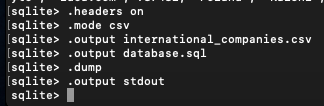 sqlite> .headers on
[sqlite> .mode csv
[sqlite> .output international_companies.csv
[sqlite> .output database.sql
[sqlite> .dump
[sqlite> .output stdout
sqlite>